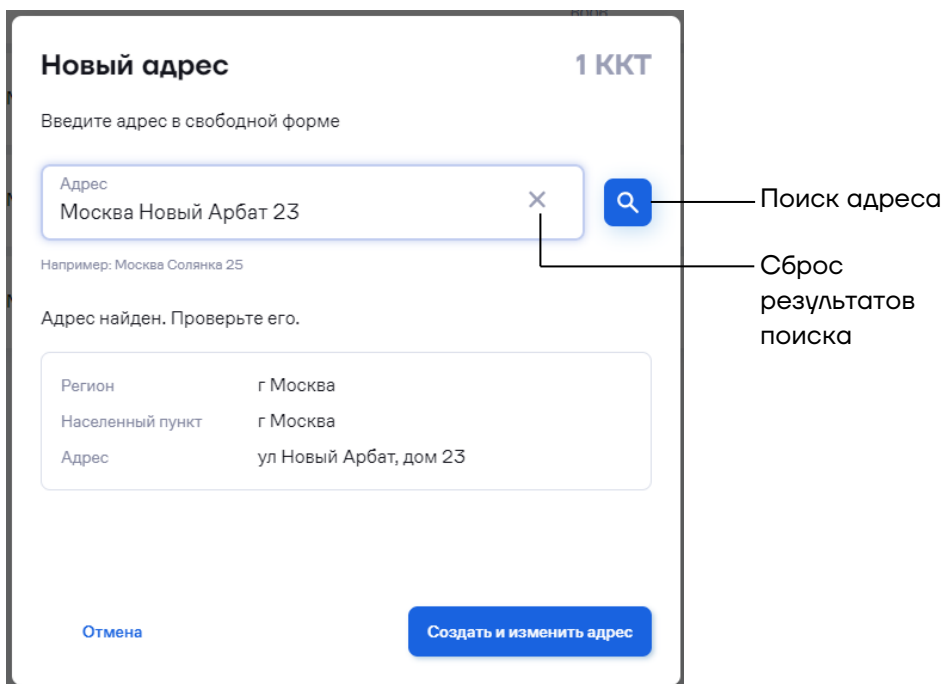 Новый адрес 1 ККТ
Введите адрес в свободной форме
Адрес
Москва Новый Арбат 23
Поиск адреса
Например: Москва Солянка 25
Сброс
результатов
поиска
Адрес найден. Проверьте его.
Регион г Москва
Населенный пункт г Москва
Адрес ул Новый Арбат, дом 23
Отмена Создать и изменить адрес